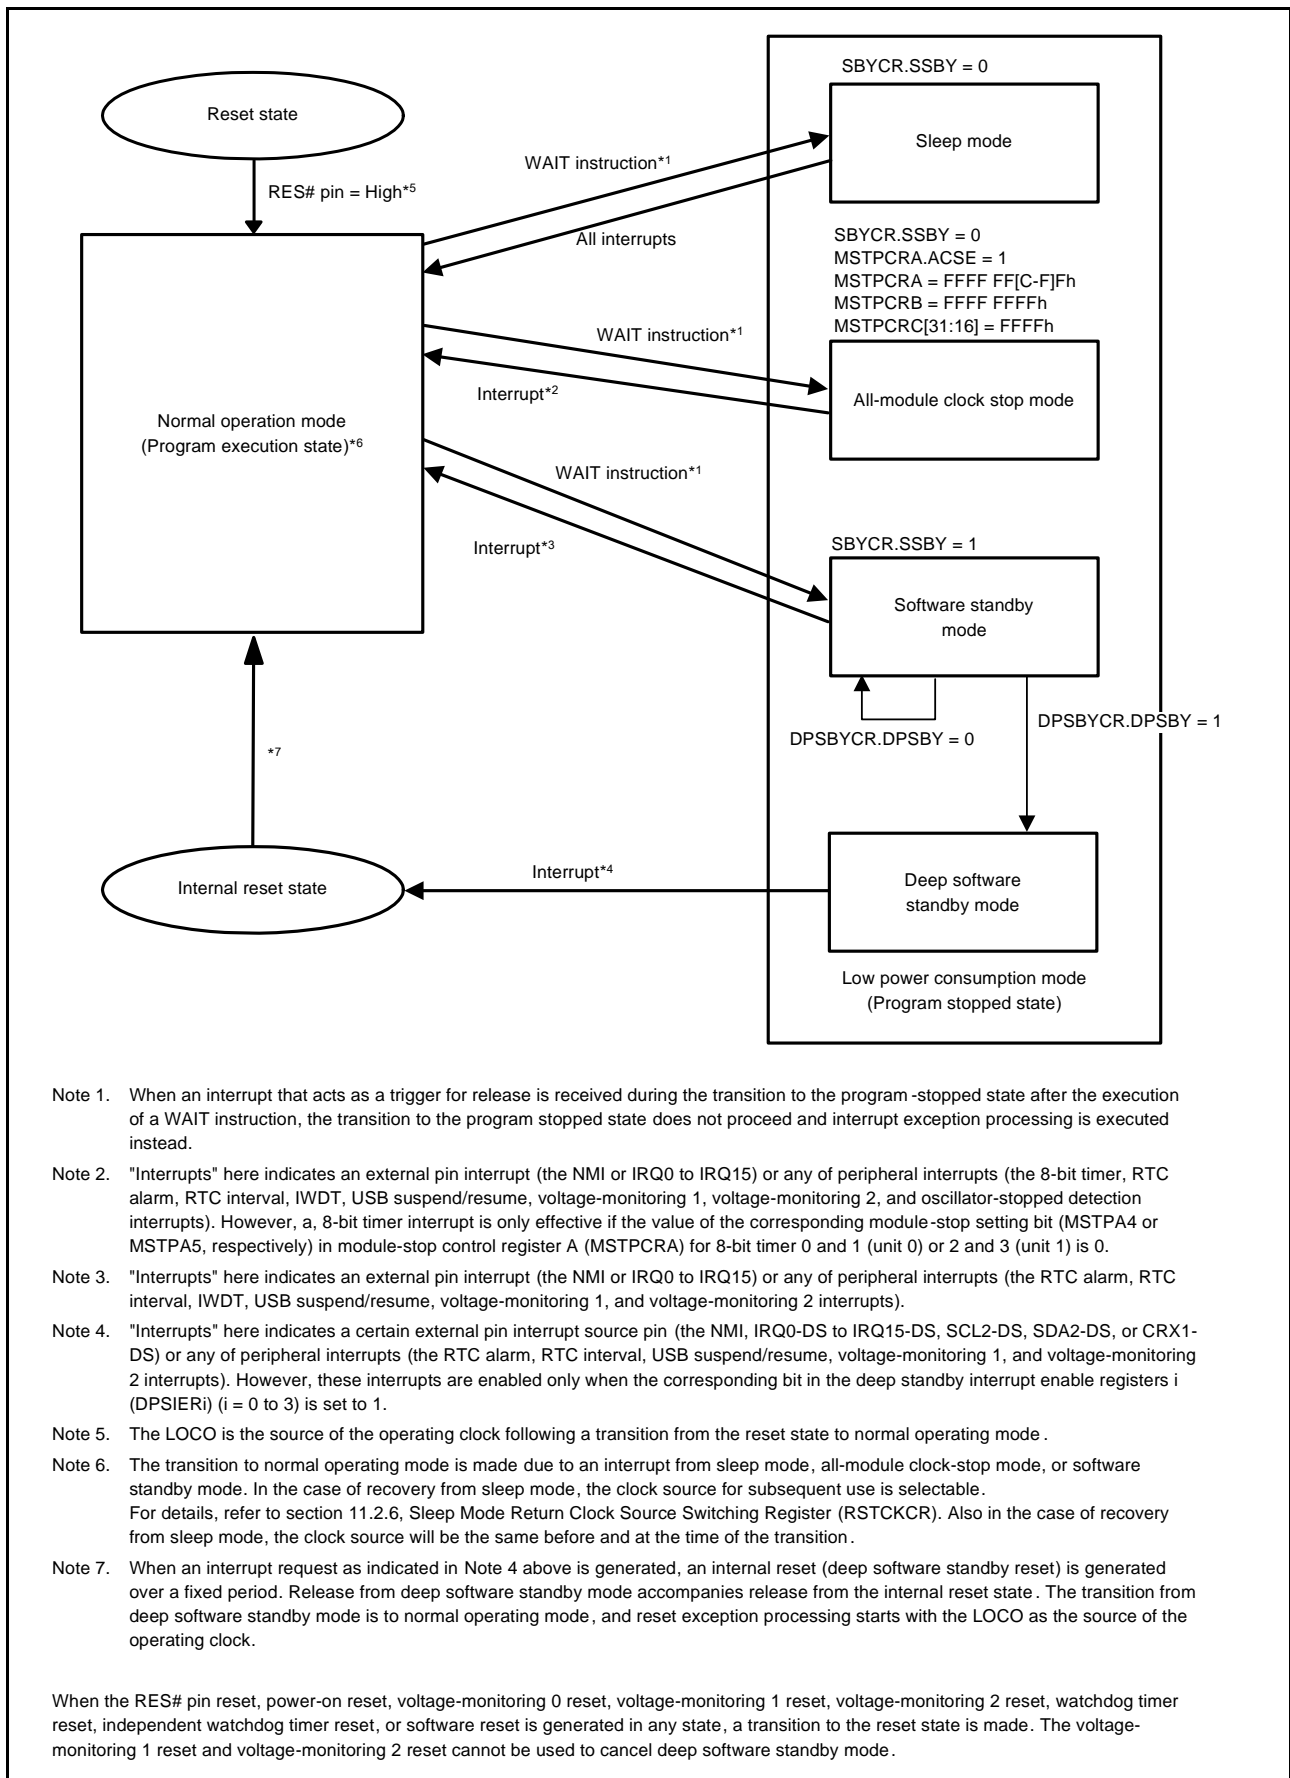 SBYCR.SSBY = 0
Reset state
Sleep mode
WAIT instruction*1
RES# pin = High*5
All interrupts
SBYCR.SSBY = 0
MSTPCRA.ACSE = 1
MSTPCRA = FFFF FF[C-F]Fh
MSTPCRB = FFFF FFFFh
MSTPCRC[31:16] = FFFFh
WAIT instruction*1
Interrupt*2
All-module clock stop mode
Normal operation mode
(Program execution state)*6
WAIT instruction*1
Interrupt*3
SBYCR.SSBY = 1
Software standby
mode
DPSBYCR.DPSBY = 1
DPSBYCR.DPSBY = 0
*7
Interrupt*4
Internal reset state
Deep software
standby mode
Low power consumption mode
(Program stopped state)
Note 1. When an interrupt that acts as a trigger for release is received during the transition to the program-stopped state after the execution
of a WAIT instruction, the transition to the program stopped state does not proceed and interrupt exception processing is executed
instead.
Note 2. "Interrupts" here indicates an external pin interrupt (the NMI or IRQ0 to IRQ15) or any of peripheral interrupts (the 8-bit timer, RTC
alarm, RTC interval, IWDT, USB suspend/resume, voltage-monitoring 1, voltage-monitoring 2, and oscillator-stopped detection
interrupts). However, a, 8-bit timer interrupt is only effective if the value of the corresponding module-stop setting bit (MSTPA4 or
MSTPA5, respectively) in module-stop control register A (MSTPCRA) for 8-bit timer 0 and 1 (unit 0) or 2 and 3 (unit 1) is 0.
Note 3. "Interrupts" here indicates an external pin interrupt (the NMI or IRQ0 to IRQ15) or any of peripheral interrupts (the RTC alarm, RTC
interval, IWDT, USB suspend/resume, voltage-monitoring 1, and voltage-monitoring 2 interrupts).
Note 4. "Interrupts" here indicates a certain external pin interrupt source pin (the NMI, IRQ0-DS to IRQ15-DS, SCL2-DS, SDA2-DS, or CRX1-
DS) or any of peripheral interrupts (the RTC alarm, RTC interval, USB suspend/resume, voltage-monitoring 1, and voltage-monitoring
2 interrupts). However, these interrupts are enabled only when the corresponding bit in the deep standby interrupt enable registers i
(DPSIERi) (i = 0 to 3) is set to 1.
Note 5. The LOCO is the source of the operating clock following a transition from the reset state to normal operating mode.
Note 6. The transition to normal operating mode is made due to an interrupt from sleep mode, all-module clock-stop mode, or software
standby mode. In the case of recovery from sleep mode, the clock source for subsequent use is selectable.
For details, refer to section 11.2.6, Sleep Mode Return Clock Source Switching Register (RSTCKCR). Also in the case of recovery
from sleep mode, the clock source will be the same before and at the time of the transition.
Note 7. When an interrupt request as indicated in Note 4 above is generated, an internal reset (deep software standby reset) is generated
over a fixed period. Release from deep software standby mode accompanies release from the internal reset state. The transition from
deep software standby mode is to normal operating mode, and reset exception processing starts with the LOCO as the source of the
operating clock.
When the RES# pin reset, power-on reset, voltage-monitoring 0 reset, voltage-monitoring 1 reset, voltage-monitoring 2 reset, watchdog timer
reset, independent watchdog timer reset, or software reset is generated in any state, a transition to the reset state is made. The voltage-
monitoring 1 reset and voltage-monitoring 2 reset cannot be used to cancel deep software standby mode.